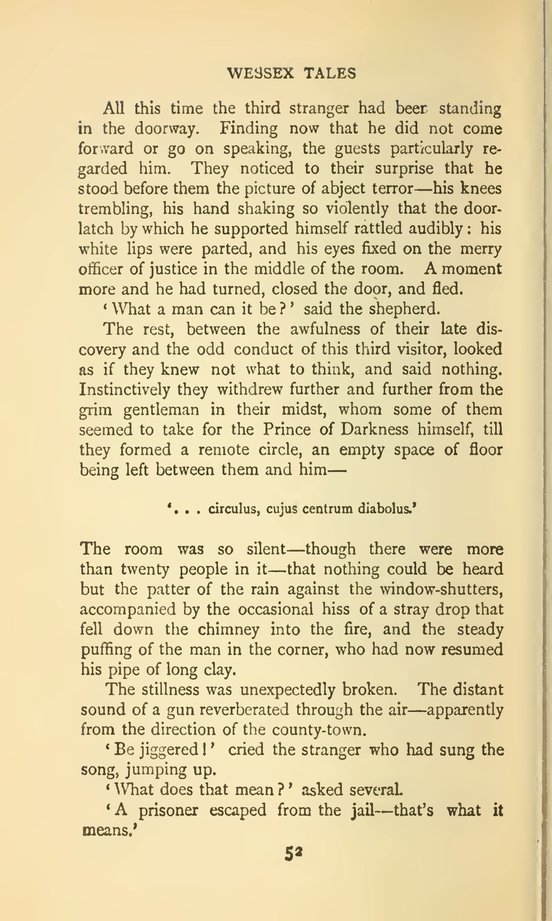 WESSEX TALES
All this time the third stranger had been standing
in the doorway. Finding now that he did not come
forward or go on speaking, the guests particularly re-
garded him. They noticed to their surprise that he
stood before them the picture of abject terror—his knees
trembling, his hand shaking so violently that the door-
latch by which he supported himself rattled audibly: his
white lips were parted, and his eyes fixed on the merry
officer of justice in the middle of the room. A moment
more and he had turned, closed the door, and fled.
‘What a man can it be?’ said the shepherd.
The rest, between the awfulness of their late dis-
covery and the odd conduct of this third visitor, looked
as if they knew not what to think, and said nothing.
Instinctively they withdrew further and further from the
grim gentleman in their midst, whom some of them
seemed to take for the Prince of Darkness himself, till
they formed a remote circle, an empty space of floor
being left between them and him—
‘. . . circulus, cujus centrum diabolus.’
The room was so silent—though there were more
than twenty people in it—that nothing could be heard
but the patter of the rain against the window-shutters,
accompanied by the occasional hiss of a stray drop that
fell down the chimney into the fire, and the steady
puffing of the man in the corner, who had now resumed
his pipe of long clay.
The stillness was unexpectedly broken. The distant
sound of a gun reverberated through the air—apparently
from the direction of the county-town.
‘Be jiggered!’ cried the stranger who had sung the
song, jumping up.
‘What does that mean?’ asked several.
‘A prisoner escaped from the jail—that's what it
means.’
52